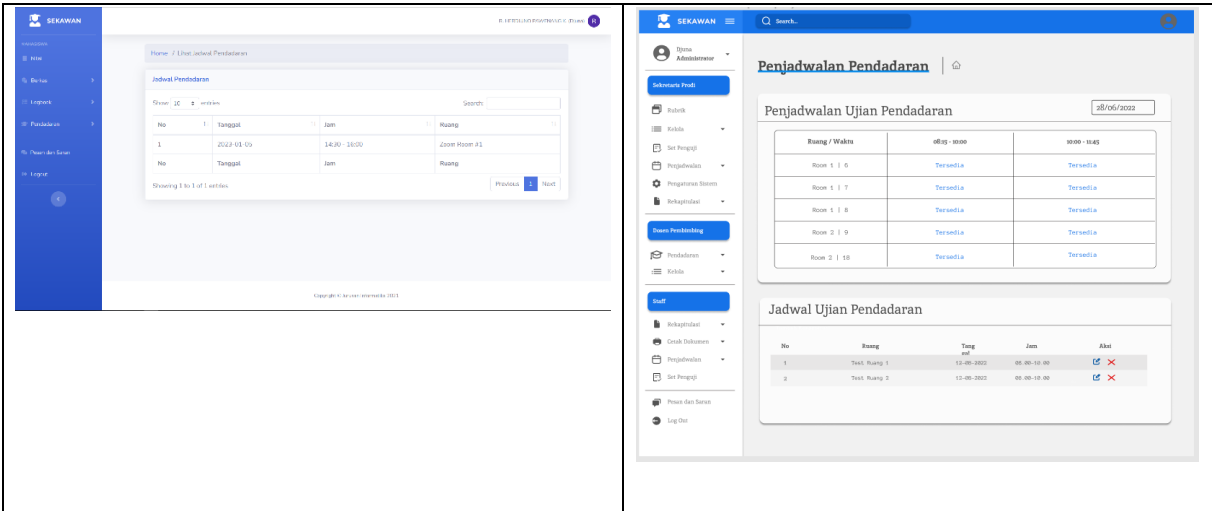 SEKAWAN
Home / Lihat Jadwal Pendadaran
Jadwal Pendadaran
Show 10 entries
Search:
No Tanggal Jam Ruang
1 2023-01-05 14:30 - 16:00 Zoom Room #1
No Tanggal Jam Ruang
Showing 1 to 1 of 1 entries
Previous 1 Next
Berkas
Logbook
Pendadaran
Pesan dan Saran
Logout
R
SEKAWAN
Search..
Djuna
Administrator
Sekretaris Prodi
Rubrik
Kelola
Set Penguji
Penjadwalan
Pengaturan Sistem
Rekapitulasi
Dosen Pembimbing
Pendadaran
Kelola
Staff
Rekapitulasi
Cetak Dokumen
Penjadwalan
Set Penguji
Pesan dan Saran
Log Out
Penjadwalan Pendadaran
Penjadwalan Ujian Pendadaran
28/06/2022
Ruang / Waktu 08:15 - 10:00 10:00 - 11:45
Room 1 | 6 Tersedia Tersedia
Room 1 | 7 Tersedia Tersedia
Room 1 | 8 Tersedia Tersedia
Room 2 | 9 Tersedia Tersedia
Room 2 | 10 Tersedia Tersedia
Jadwal Ujian Pendadaran
No Ruang Tang Jam Aksi
1 Test Ruang 1 12-06-2022 08.00-10.00
2 Test Ruang 2 12-06-2022 08.00-10.00